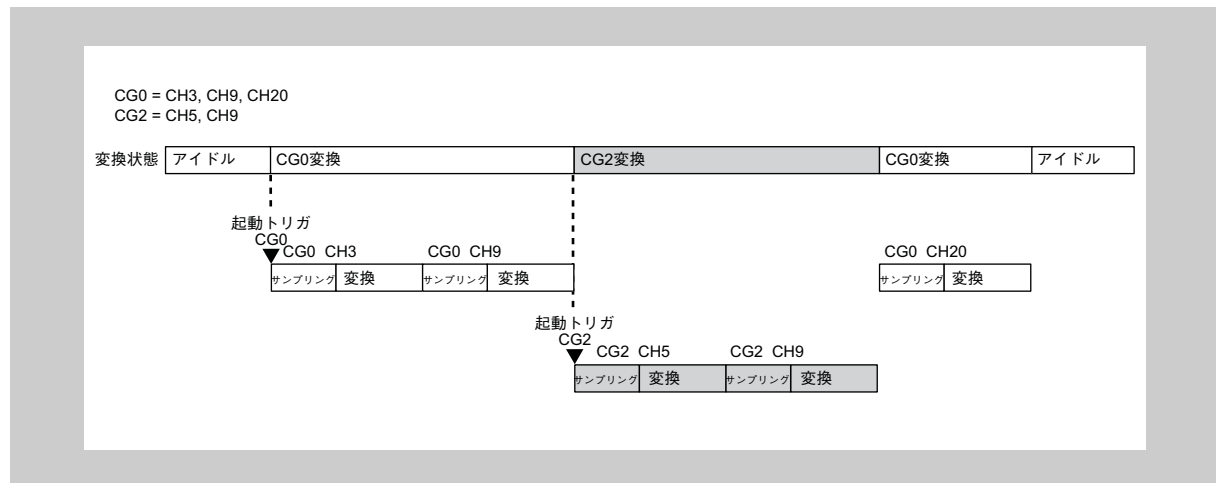 CG0 = CH3, CH9, CH20
CG2 = CH5, CH9
変換状態 アイドル CG0変換 CG2変換 CG0変換 アイドル
起動トリガ
CG0
CG0 CH3 CG0 CH9 CG0 CH20
サンプリング 変換 サンプリング 変換 サンプリング 変換
起動トリガ
CG2
CG2 CH5 CG2 CH9
サンプリング 変換 サンプリング 変換